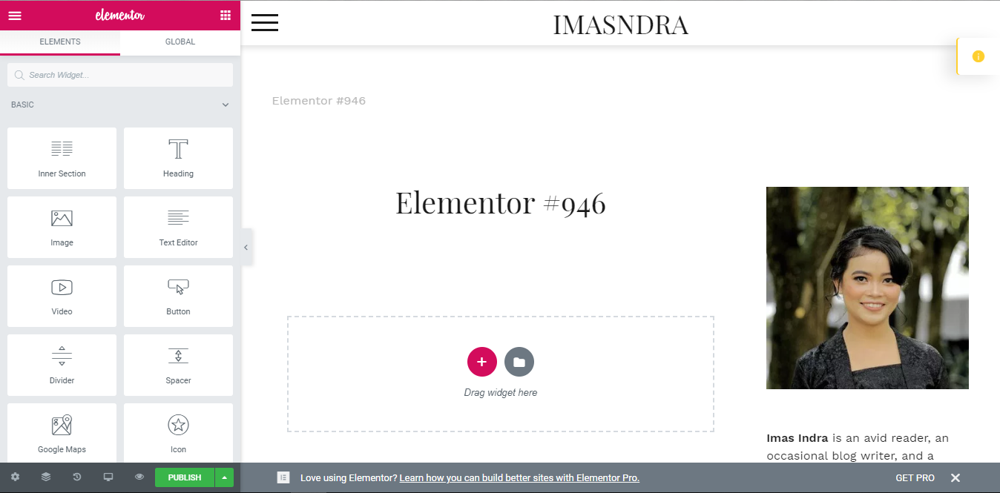 elementor
ELEMENTS
GLOBAL
Search Widget...
BASIC
Inner Section
Heading
Image
Text Editor
Video
Button
Divider
Spacer
Google Maps
Icon
PUBLISH
IMASNDRA
Elementor #946
Elementor #946
Drag widget here
Imas Indra is an avid reader, an
occasional blog writer, and a
Love using Elementor? Learn how you can build better sites with Elementor Pro.
GET PRO